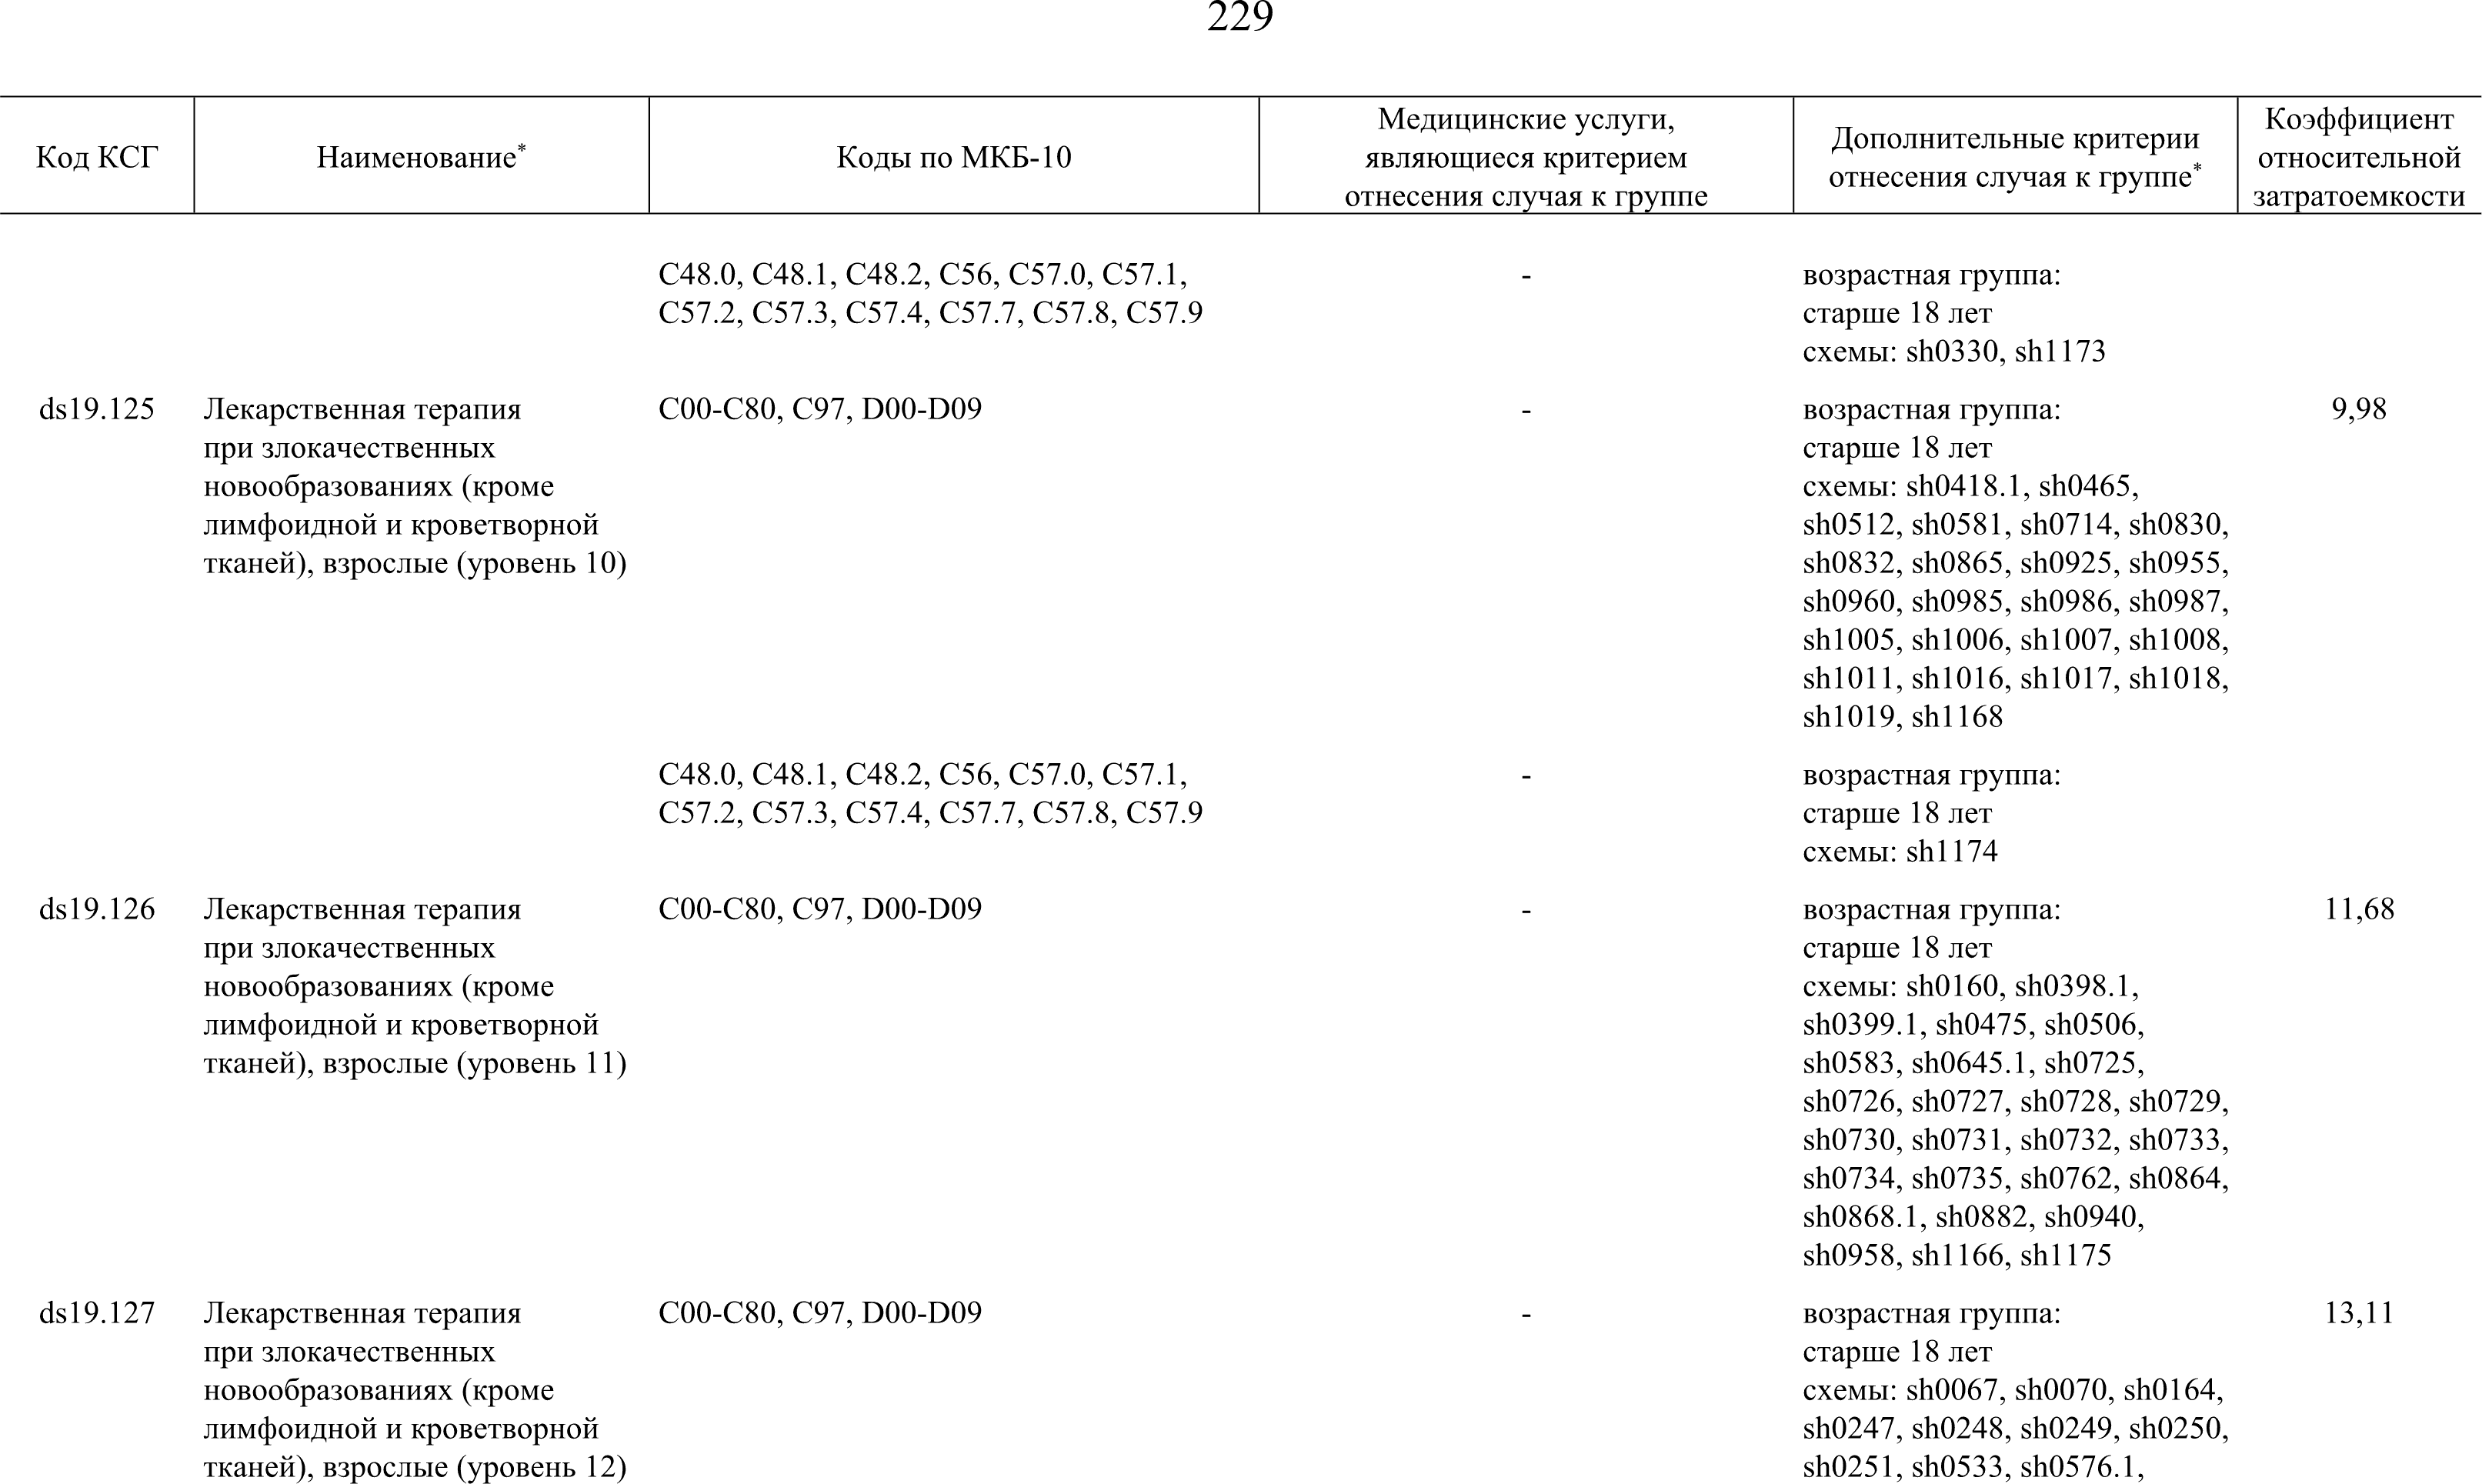 229
Код КСГ
Наименование*
Коды по МКБ-10
Медицинские услуги,
являющиеся критерием
отнесения случая к группе
Дополнительные критерии
отнесения случая к группе*
Коэффициент
относительной
затратоемкости
C48.0, C48.1, C48.2, C56, C57.0, C57.1,
C57.2, C57.3, C57.4, C57.7, C57.8, C57.9
-
возрастная группа:
старше 18 лет
схемы: sh0330, sh1173
ds19.125
Лекарственная терапия
при злокачественных
новообразованиях (кроме
лимфоидной и кроветворной
тканей), взрослые (уровень 10)
C00-C80, C97, D00-D09
-
возрастная группа:
старше 18 лет
схемы: sh0418.1, sh0465,
sh0512, sh0581, sh0714, sh0830,
sh0832, sh0865, sh0925, sh0955,
sh0960, sh0985, sh0986, sh0987,
sh1005, sh1006, sh1007, sh1008,
sh1011, sh1016, sh1017, sh1018,
sh1019, sh1168
9,98
C48.0, C48.1, C48.2, C56, C57.0, C57.1,
C57.2, C57.3, C57.4, C57.7, C57.8, C57.9
-
возрастная группа:
старше 18 лет
схемы: sh1174
ds19.126
Лекарственная терапия
при злокачественных
новообразованиях (кроме
лимфоидной и кроветворной
тканей), взрослые (уровень 11)
C00-C80, C97, D00-D09
-
возрастная группа:
старше 18 лет
схемы: sh0160, sh0398.1,
sh0399.1, sh0475, sh0506,
sh0583, sh0645.1, sh0725,
sh0726, sh0727, sh0728, sh0729,
sh0730, sh0731, sh0732, sh0733,
sh0734, sh0735, sh0762, sh0864,
sh0868.1, sh0882, sh0940,
sh0958, sh1166, sh1175
11,68
ds19.127
Лекарственная терапия
при злокачественных
новообразованиях (кроме
лимфоидной и кроветворной
тканей), взрослые (уровень 12)
C00-C80, C97, D00-D09
-
возрастная группа:
старше 18 лет
схемы: sh0067, sh0070, sh0164,
sh0247, sh0248, sh0249, sh0250,
sh0251, sh0533, sh0576.1,
13,11